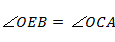 ∠OEB = ∠OCA